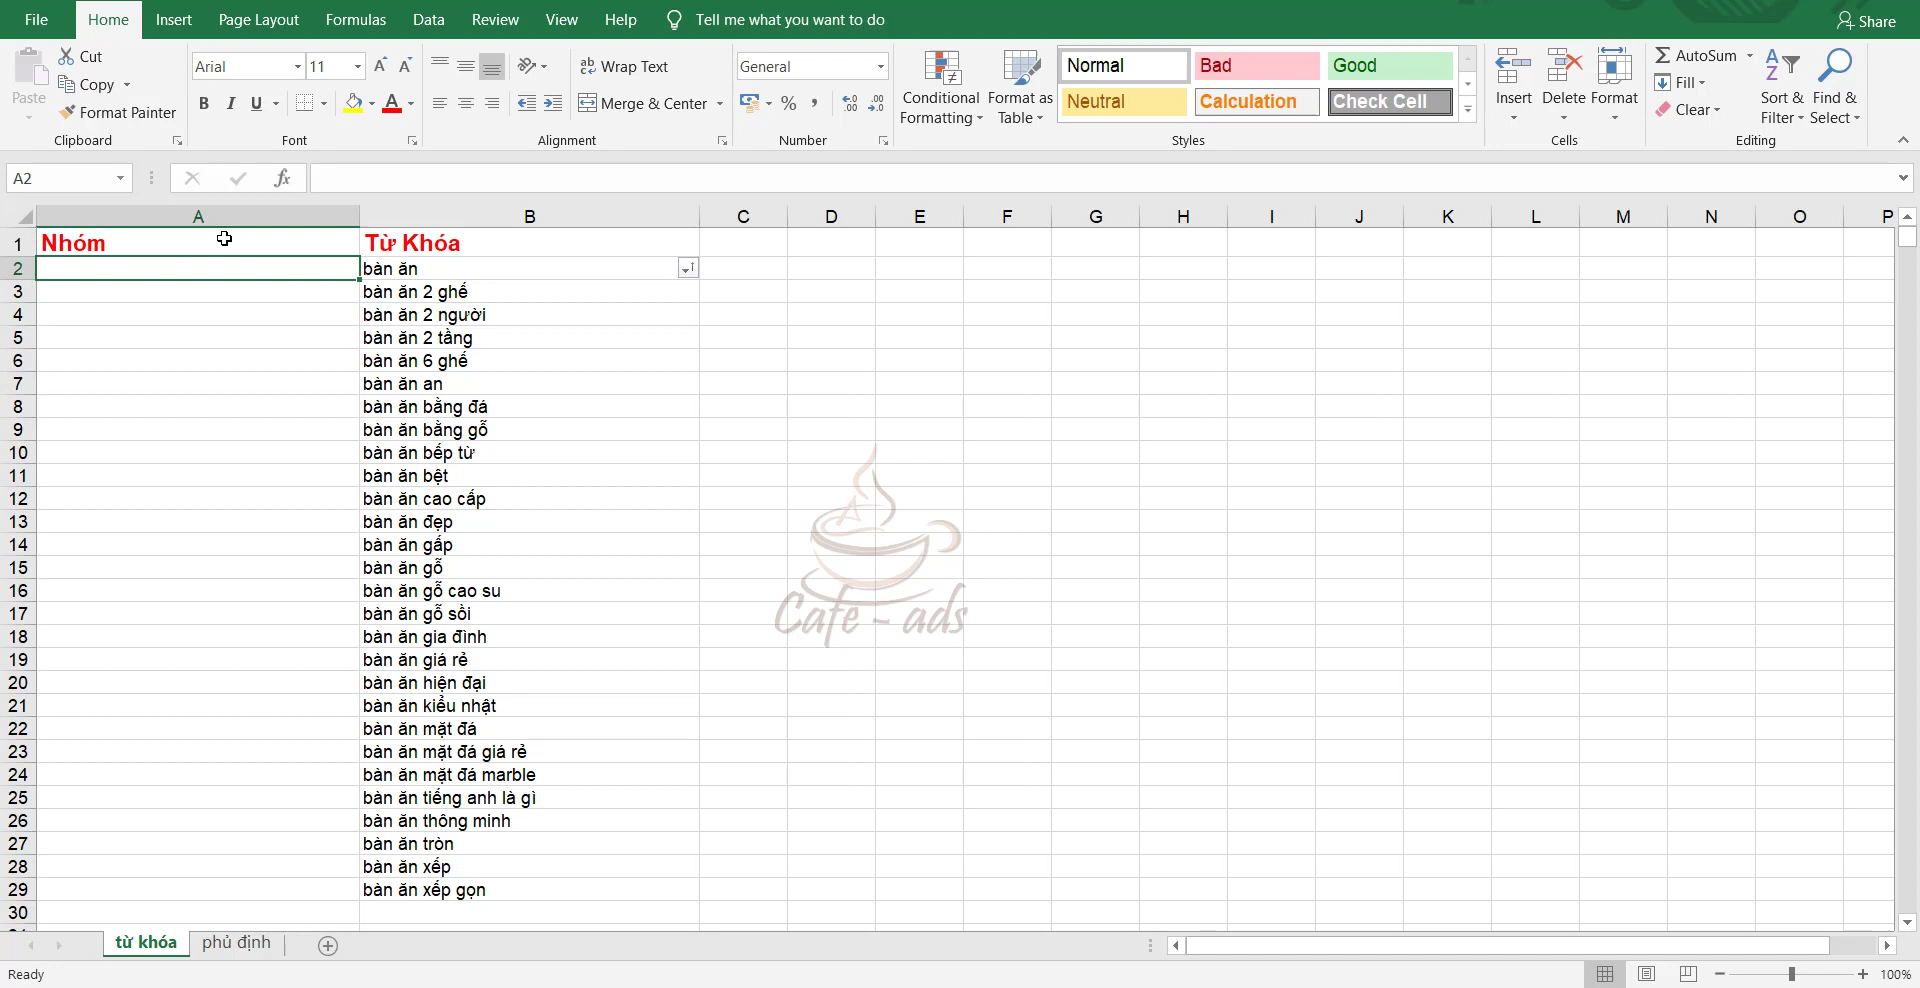 File Home Insert Page Layout Formulas Data Review View Help Tell me what you want to do Share
Paste Cut Copy Format Painter Clipboard
Arial 11 B I U A Font
Wrap Text Merge & Center Alignment
General % Number
Conditional Formatting Format as Table
Normal Bad Good
Neutral Calculation Check Cell
Styles
Insert Delete Format Cells
AutoSum Fill Clear Sort & Filter Find & Select Editing
A2 fx
A B C D E F G H I J K L M N O P
1 Nhóm Từ Khóa
2 bàn ăn
3 bàn ăn 2 ghế
4 bàn ăn 2 người
5 bàn ăn 2 tầng
6 bàn ăn 6 ghế
7 bàn ăn an
8 bàn ăn bằng đá
9 bàn ăn bằng gỗ
10 bàn ăn bếp từ
11 bàn ăn bệt
12 bàn ăn cao cấp
13 bàn ăn đẹp
14 bàn ăn gấp
15 bàn ăn gỗ
16 bàn ăn gỗ cao su
17 bàn ăn gỗ sồi
18 bàn ăn gia đình
19 bàn ăn giá rẻ
20 bàn ăn hiện đại
21 bàn ăn kiểu nhật
22 bàn ăn mặt đá
23 bàn ăn mặt đá giá rẻ
24 bàn ăn mặt đá marble
25 bàn ăn tiếng anh là gì
26 bàn ăn thông minh
27 bàn ăn tròn
28 bàn ăn xếp
29 bàn ăn xếp gọn
30
Cafe - ads
từ khóa phủ định
Ready 100%